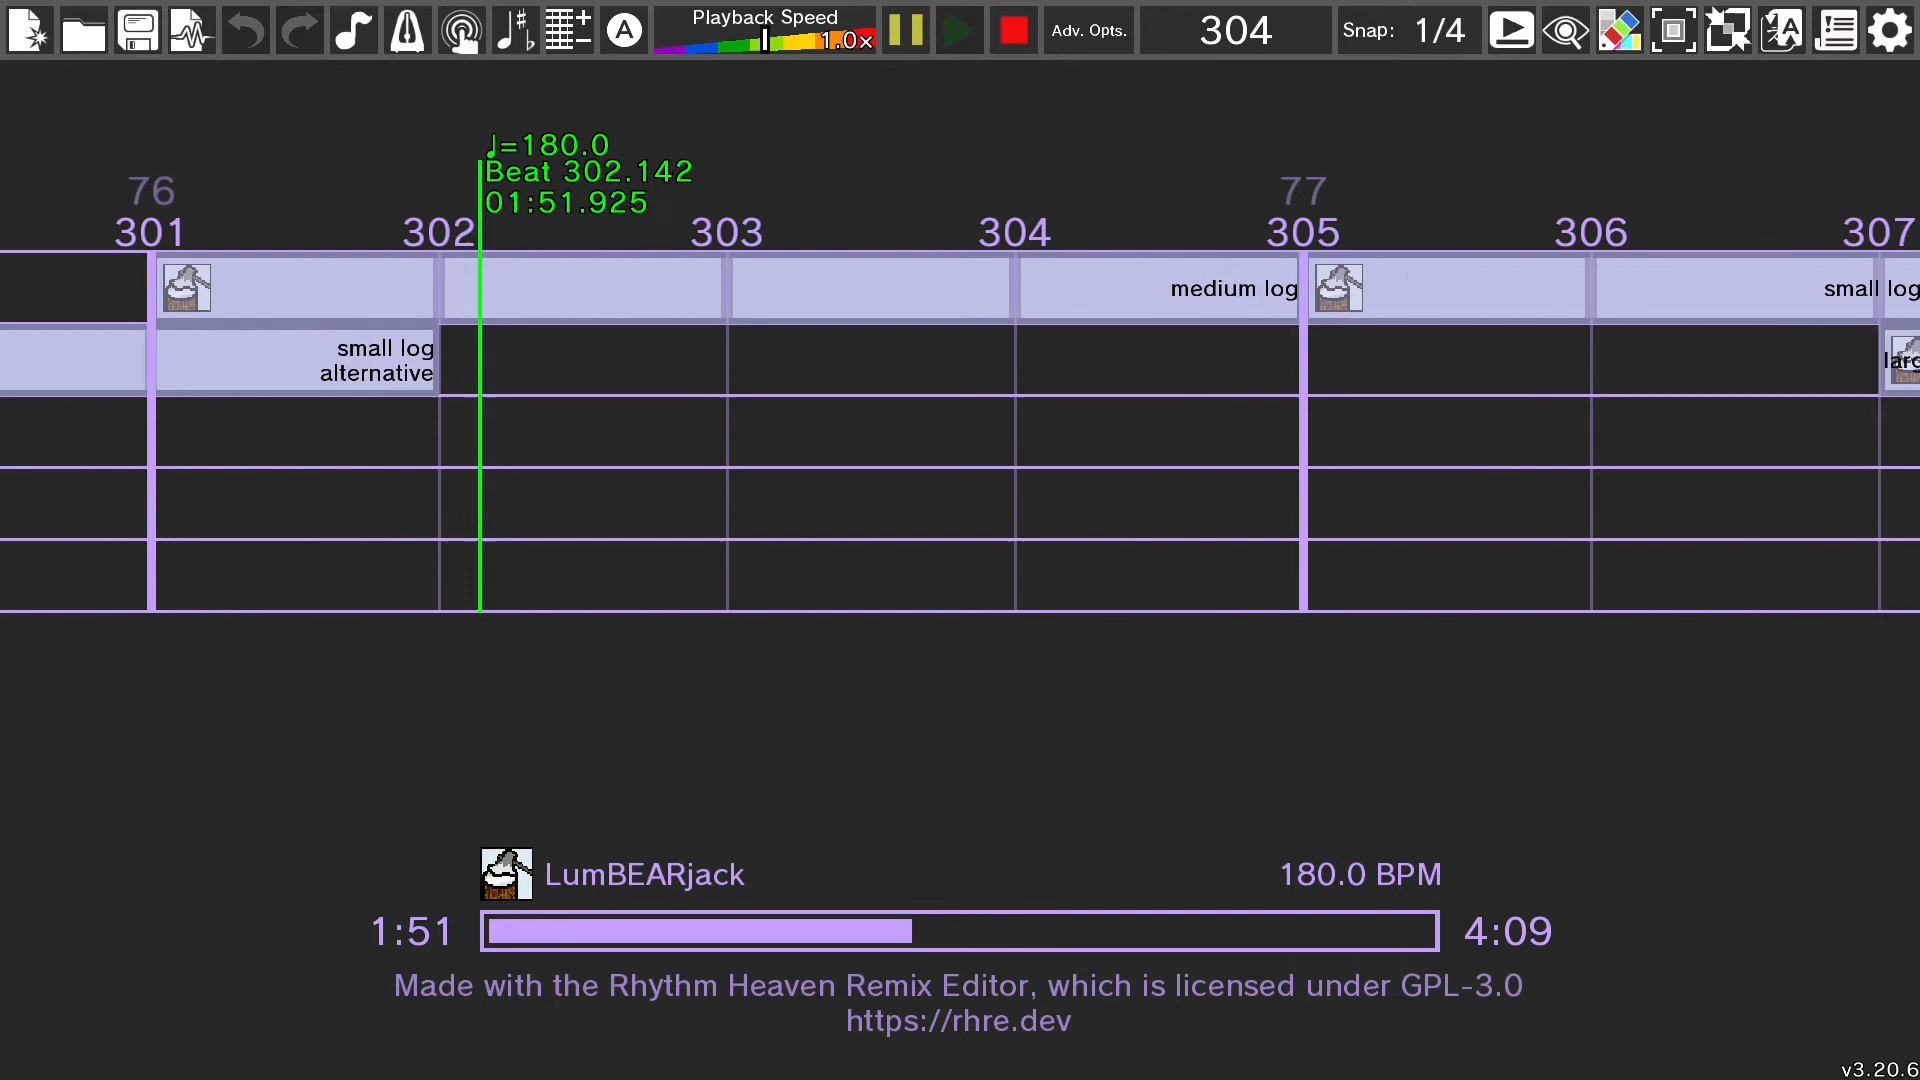 Playback Speed
1.0x
Adv. Opts.
304
Snap: 1/4
A
♩=180.0
Beat 302.142
01:51.925
76
77
301
302
303
304
305
306
307
medium log
small log
small log
alternative
LumBEARjack
180.0 BPM
1:51
4:09
Made with the Rhythm Heaven Remix Editor, which is licensed under GPL-3.0
https://rhre.dev
v3.20.6